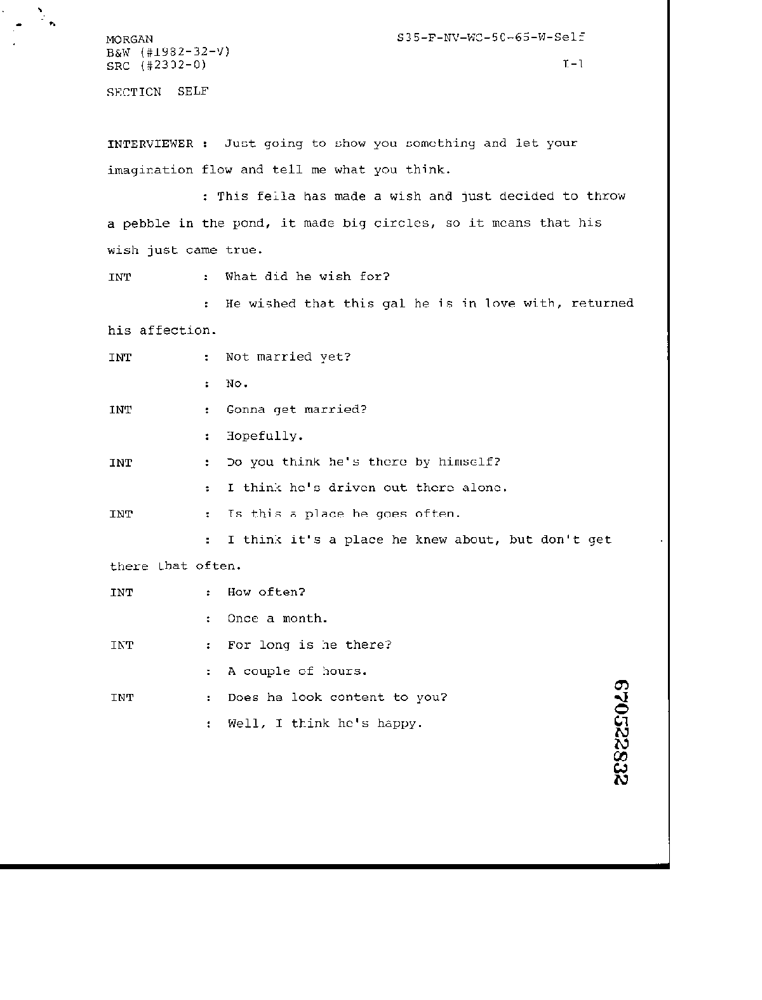 MORGAN S35-F-NV-WC-50-65-W-Self
B&W (#1982-32-V)
SRC (#2302-0) T-1
SECTION SELF
INTERVIEWER : Just going to show you something and let your
imagination flow and tell me what you think.
: This fella has made a wish and just decided to throw
a pebble in the pond, it made big circles, so it means that his
wish just came true.
INT : What did he wish for?
: He wished that this gal he is in love with, returned
his affection.
INT : Not married yet?
: No.
INT : Gonna get married?
: Hopefully.
INT : Do you think he's there by himself?
: I think he's driven out there alone.
INT : Is this a place he goes often.
: I think it's a place he knew about, but don't get
there that often.
INT : How often?
: Once a month.
INT : For long is he there?
: A couple of hours.
INT : Does he look content to you?
: Well, I think he's happy.
670522832